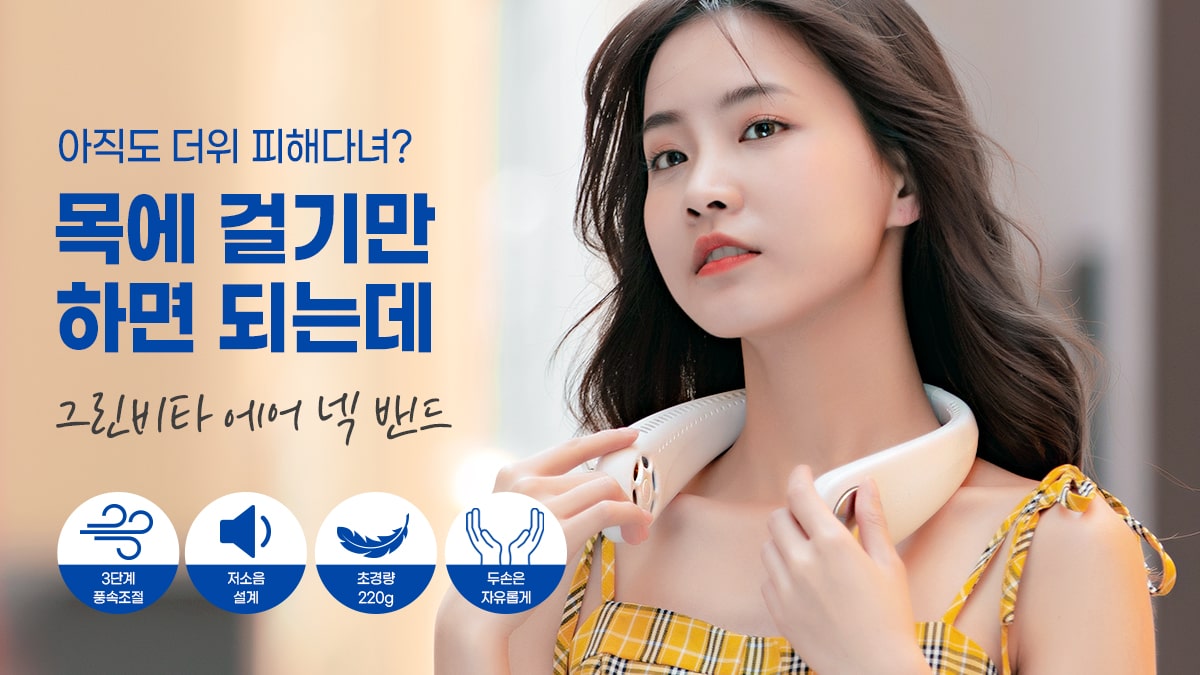 아직도 더위 피해다녀?
목에 걸기만
하면 되는데
그린비타 에어 넥 밴드
3단계
풍속조절
저소음
설계
초경량
220g
두손은
자유롭게